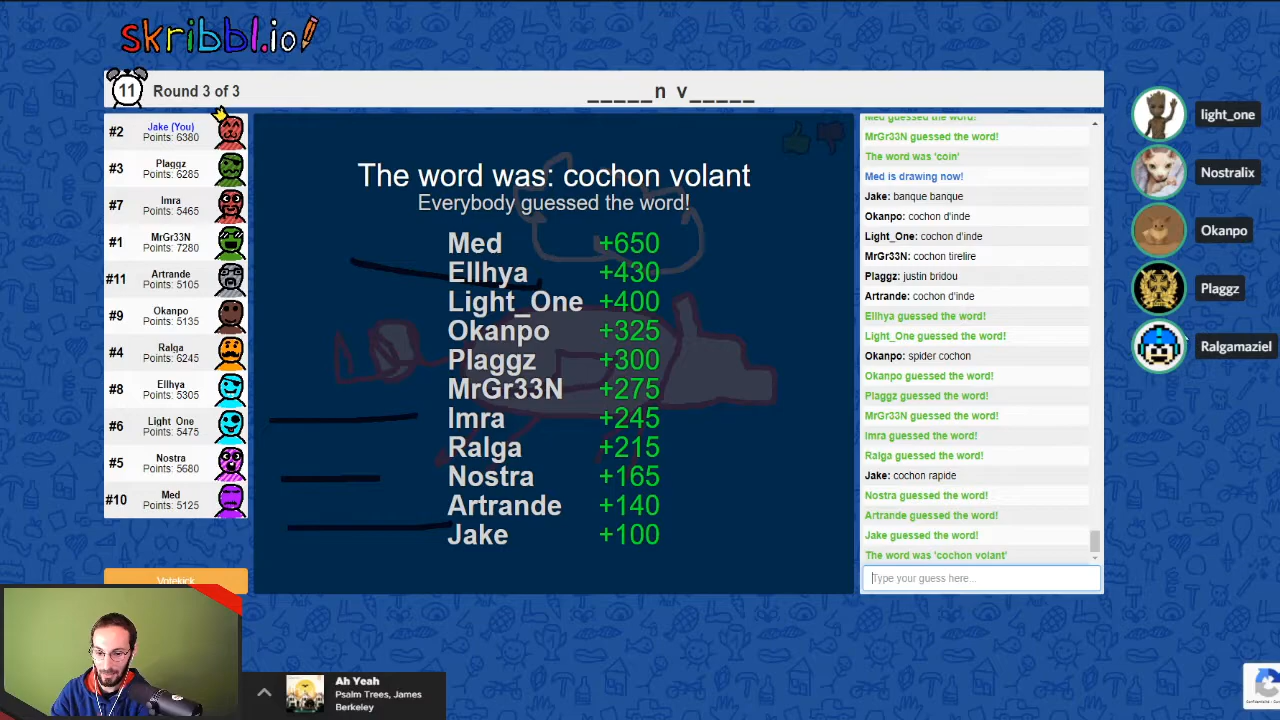 skribbl.io
11
Round 3 of 3
_____n v_____
#2 Jake (You)
Points: 6380
#3 Plaggz
Points: 6285
#7 Imra
Points: 5465
#1 MrGr33N
Points: 7280
#11 Artrande
Points: 5105
#9 Okanpo
Points: 5135
#4
Points: 6245
#8 Ellhya
Points: 5305
#6 Light_One
Points: 5475
#5 Nostra
Points: 5680
#10 Med
Points: 5125
Votekick
The word was: cochon volant
Everybody guessed the word!
Med +650
Ellhya +430
Light_One +400
Okanpo +325
Plaggz +300
MrGr33N +275
Imra +245
Ralga +215
Nostra +165
Artrande +140
Jake +100
Med guessed the word!
MrGr33N guessed the word!
The word was 'coin'
Med is drawing now!
Jake: banque banque
Okanpo: cochon d'inde
Light_One: cochon d'inde
MrGr33N: cochon tirelire
Plaggz: justin bridou
Artrande: cochon d'inde
Ellhya guessed the word!
Light_One guessed the word!
Okanpo: spider cochon
Okanpo guessed the word!
Plaggz guessed the word!
MrGr33N guessed the word!
Imra guessed the word!
Ralga guessed the word!
Jake: cochon rapide
Nostra guessed the word!
Artrande guessed the word!
Jake guessed the word!
The word was 'cochon volant'
Type your guess here...
light_one
Nostralix
Okanpo
Plaggz
Ralgamaziel
Ah Yeah
Psalm Trees, James
Berkeley